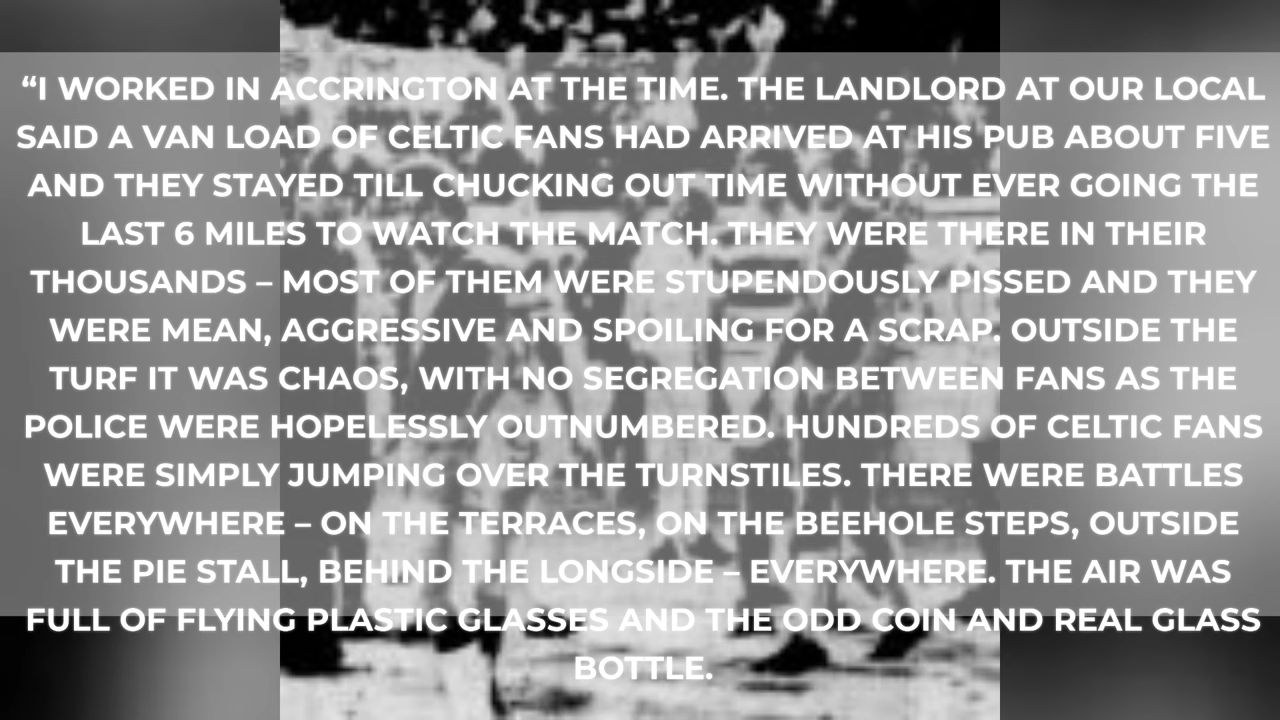 “I WORKED IN ACCRINGTON AT THE TIME. THE LANDLORD AT OUR LOCAL
SAID A VAN LOAD OF CELTIC FANS HAD ARRIVED AT HIS PUB ABOUT FIVE
AND THEY STAYED TILL CHUCKING OUT TIME WITHOUT EVER GOING THE
LAST 6 MILES TO WATCH THE MATCH. THEY WERE THERE IN THEIR
THOUSANDS – MOST OF THEM WERE STUPENDOUSLY PISSED AND THEY
WERE MEAN, AGGRESSIVE AND SPOILING FOR A SCRAP. OUTSIDE THE
TURF IT WAS CHAOS, WITH NO SEGREGATION BETWEEN FANS AS THE
POLICE WERE HOPELESSLY OUTNUMBERED. HUNDREDS OF CELTIC FANS
WERE SIMPLY JUMPING OVER THE TURNSTILES. THERE WERE BATTLES
EVERYWHERE – ON THE TERRACES, ON THE BEEHOLE STEPS, OUTSIDE
THE PIE STALL, BEHIND THE LONGSIDE – EVERYWHERE. THE AIR WAS
FULL OF FLYING PLASTIC GLASSES AND THE ODD COIN AND REAL GLASS
BOTTLE.